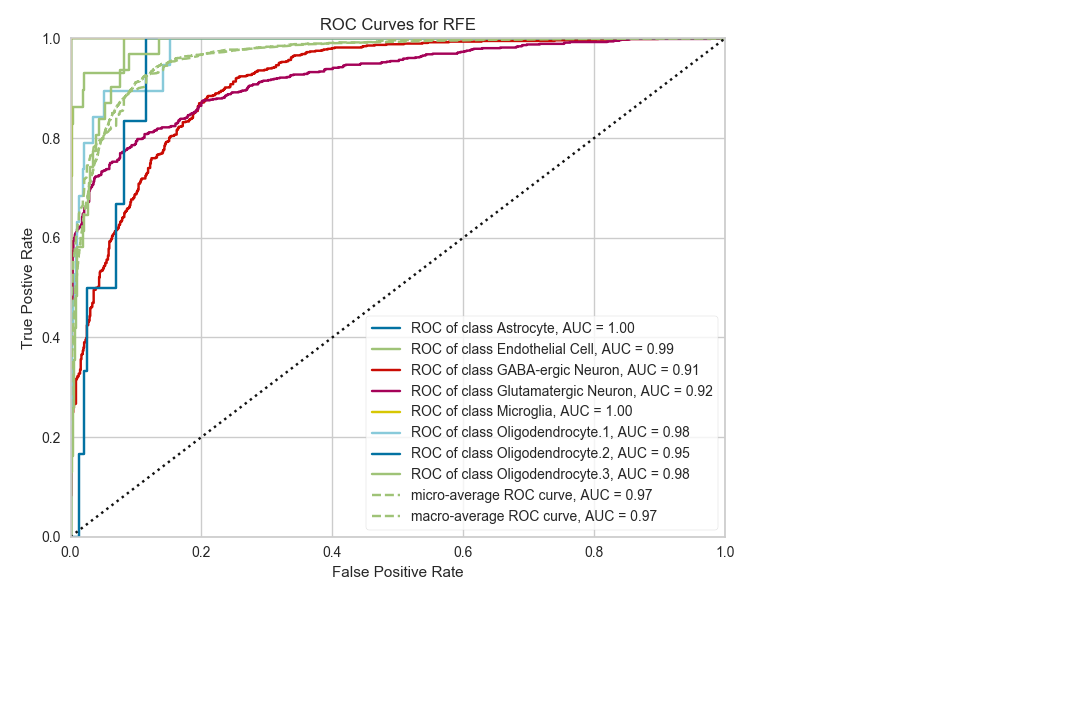 ROC Curves for RFE
1.0
0.8
0.6
0.4
0.2
0.0
True Postive Rate
ROC of class Astrocyte, AUC = 1.00
ROC of class Endothelial Cell, AUC = 0.99
ROC of class GABA-ergic Neuron, AUC = 0.91
ROC of class Glutamatergic Neuron, AUC = 0.92
ROC of class Microglia, AUC = 1.00
ROC of class Oligodendrocyte.1, AUC = 0.98
ROC of class Oligodendrocyte.2, AUC = 0.95
ROC of class Oligodendrocyte.3, AUC = 0.98
micro-average ROC curve, AUC = 0.97
macro-average ROC curve, AUC = 0.97
0.0 0.2 0.4 0.6 0.8 1.0
False Positive Rate